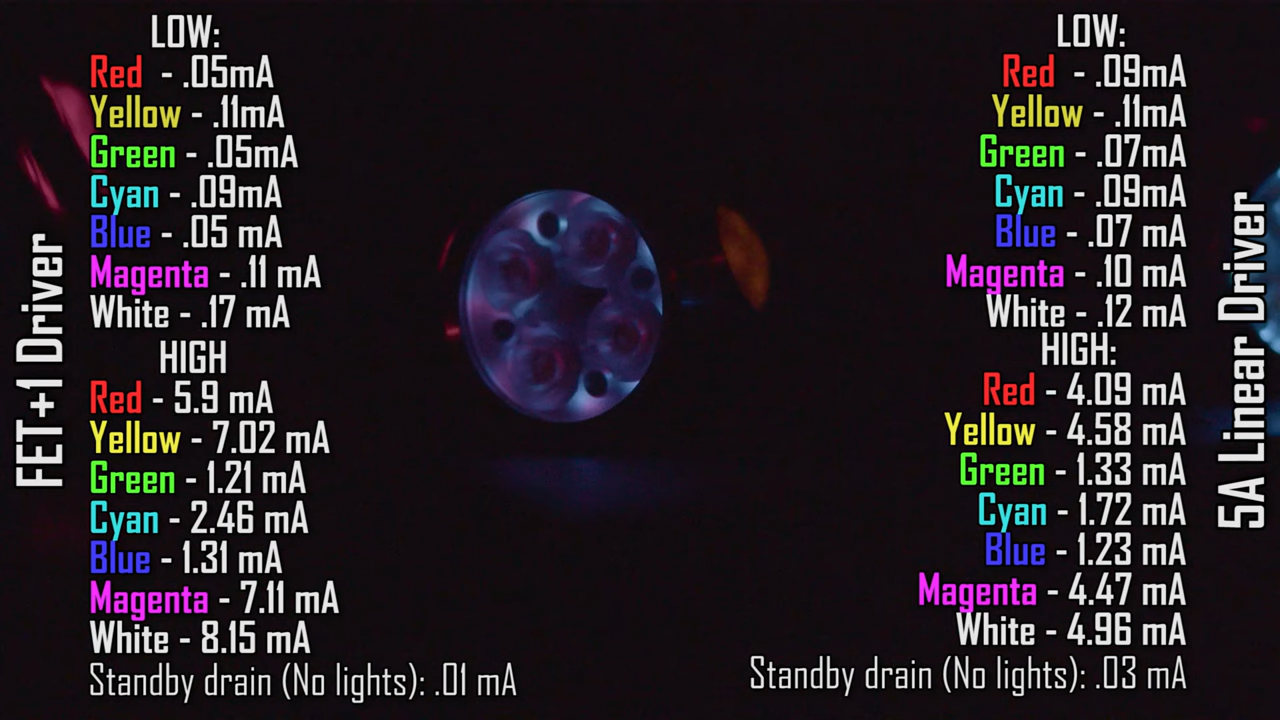 FET+1 Driver
LOW:
Red - .05mA
Yellow - .11mA
Green - .05mA
Cyan - .09mA
Blue - .05 mA
Magenta - .11 mA
White - .17 mA
HIGH
Red - 5.9 mA
Yellow - 7.02 mA
Green - 1.21 mA
Cyan - 2.46 mA
Blue - 1.31 mA
Magenta - 7.11 mA
White - 8.15 mA
Standby drain (No lights): .01 mA
5A Linear Driver
LOW:
Red - .09mA
Yellow - .11mA
Green - .07mA
Cyan - .09mA
Blue - .07 mA
Magenta - .10 mA
White - .12 mA
HIGH:
Red - 4.09 mA
Yellow - 4.58 mA
Green - 1.33 mA
Cyan - 1.72 mA
Blue - 1.23 mA
Magenta - 4.47 mA
White - 4.96 mA
Standby drain (No lights): .03 mA